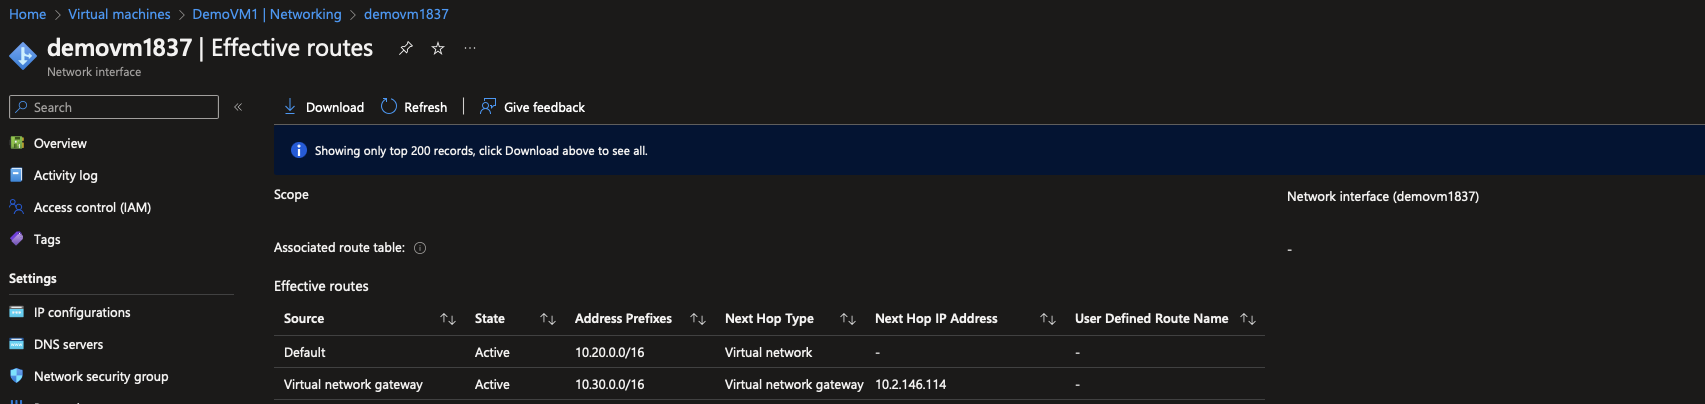 Home > Virtual machines > DemoVM1 | Networking > demovm1837
demovm1837 | Effective routes
Network interface
Search
Overview
Activity log
Access control (IAM)
Tags
Settings
IP configurations
DNS servers
Network security group
Download Refresh Give feedback
Showing only top 200 records, click Download above to see all.
Scope Network interface (demovm1837)
Associated route table: -
Effective routes
Source State Address Prefixes Next Hop Type Next Hop IP Address User Defined Route Name
Default Active 10.20.0.0/16 Virtual network - -
Virtual network gateway Active 10.30.0.0/16 Virtual network gateway 10.2.146.114 -